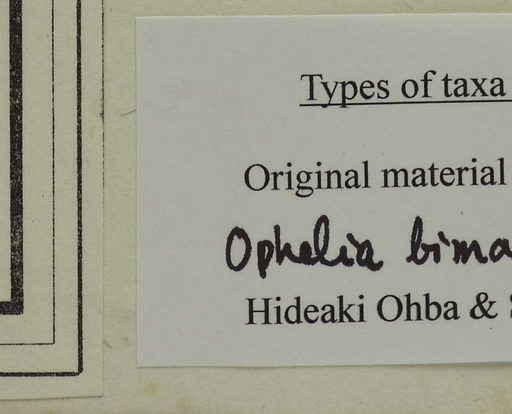 Types of taxa
Original material
Ophelia bima
Hideaki Ohba &